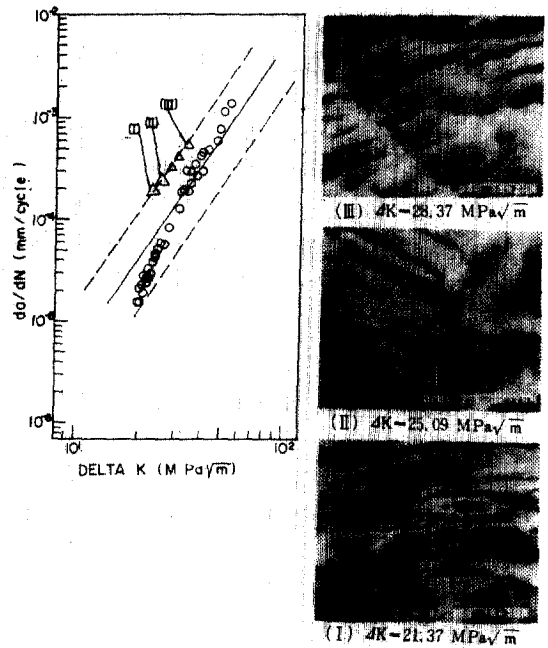 10⁻²
10⁻³
10⁻⁴
10⁻⁵
10⁻⁶
da/dN (mm/cycle)
10¹
10²
DELTA K (M Pa√m)
I
II
III
(III) ΔK-28.37 MPa√m
(II) ΔK-25.09 MPa√m
(I) ΔK-21.37 MPa√m